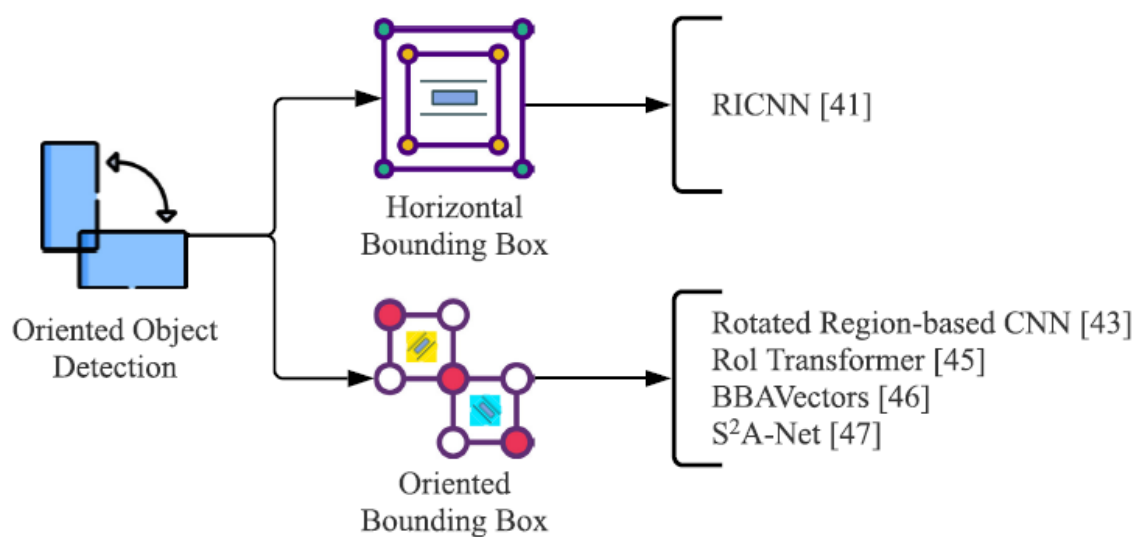 RICNN [41]
Horizontal
Bounding Box
Oriented Object
Detection
Rotated Region-based CNN [43]
RoI Transformer [45]
BBAVectors [46]
S²A-Net [47]
Oriented
Bounding Box